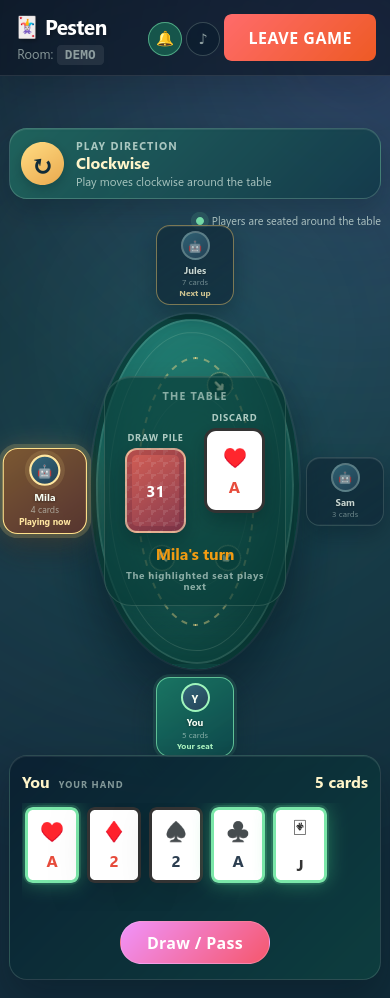 Pesten
Room: DEMO
LEAVE GAME
PLAY DIRECTION
Clockwise
Play moves clockwise around the table
Players are seated around the table
Jules
7 cards
Next up
THE TABLE
DISCARD
DRAW PILE
A
31
Mila
4 cards
Playing now
Sam
3 cards
Mila's turn
The highlighted seat plays
next
Y
You
5 cards
Your seat
You YOUR HAND 5 cards
A 2 2 A J
Draw / Pass